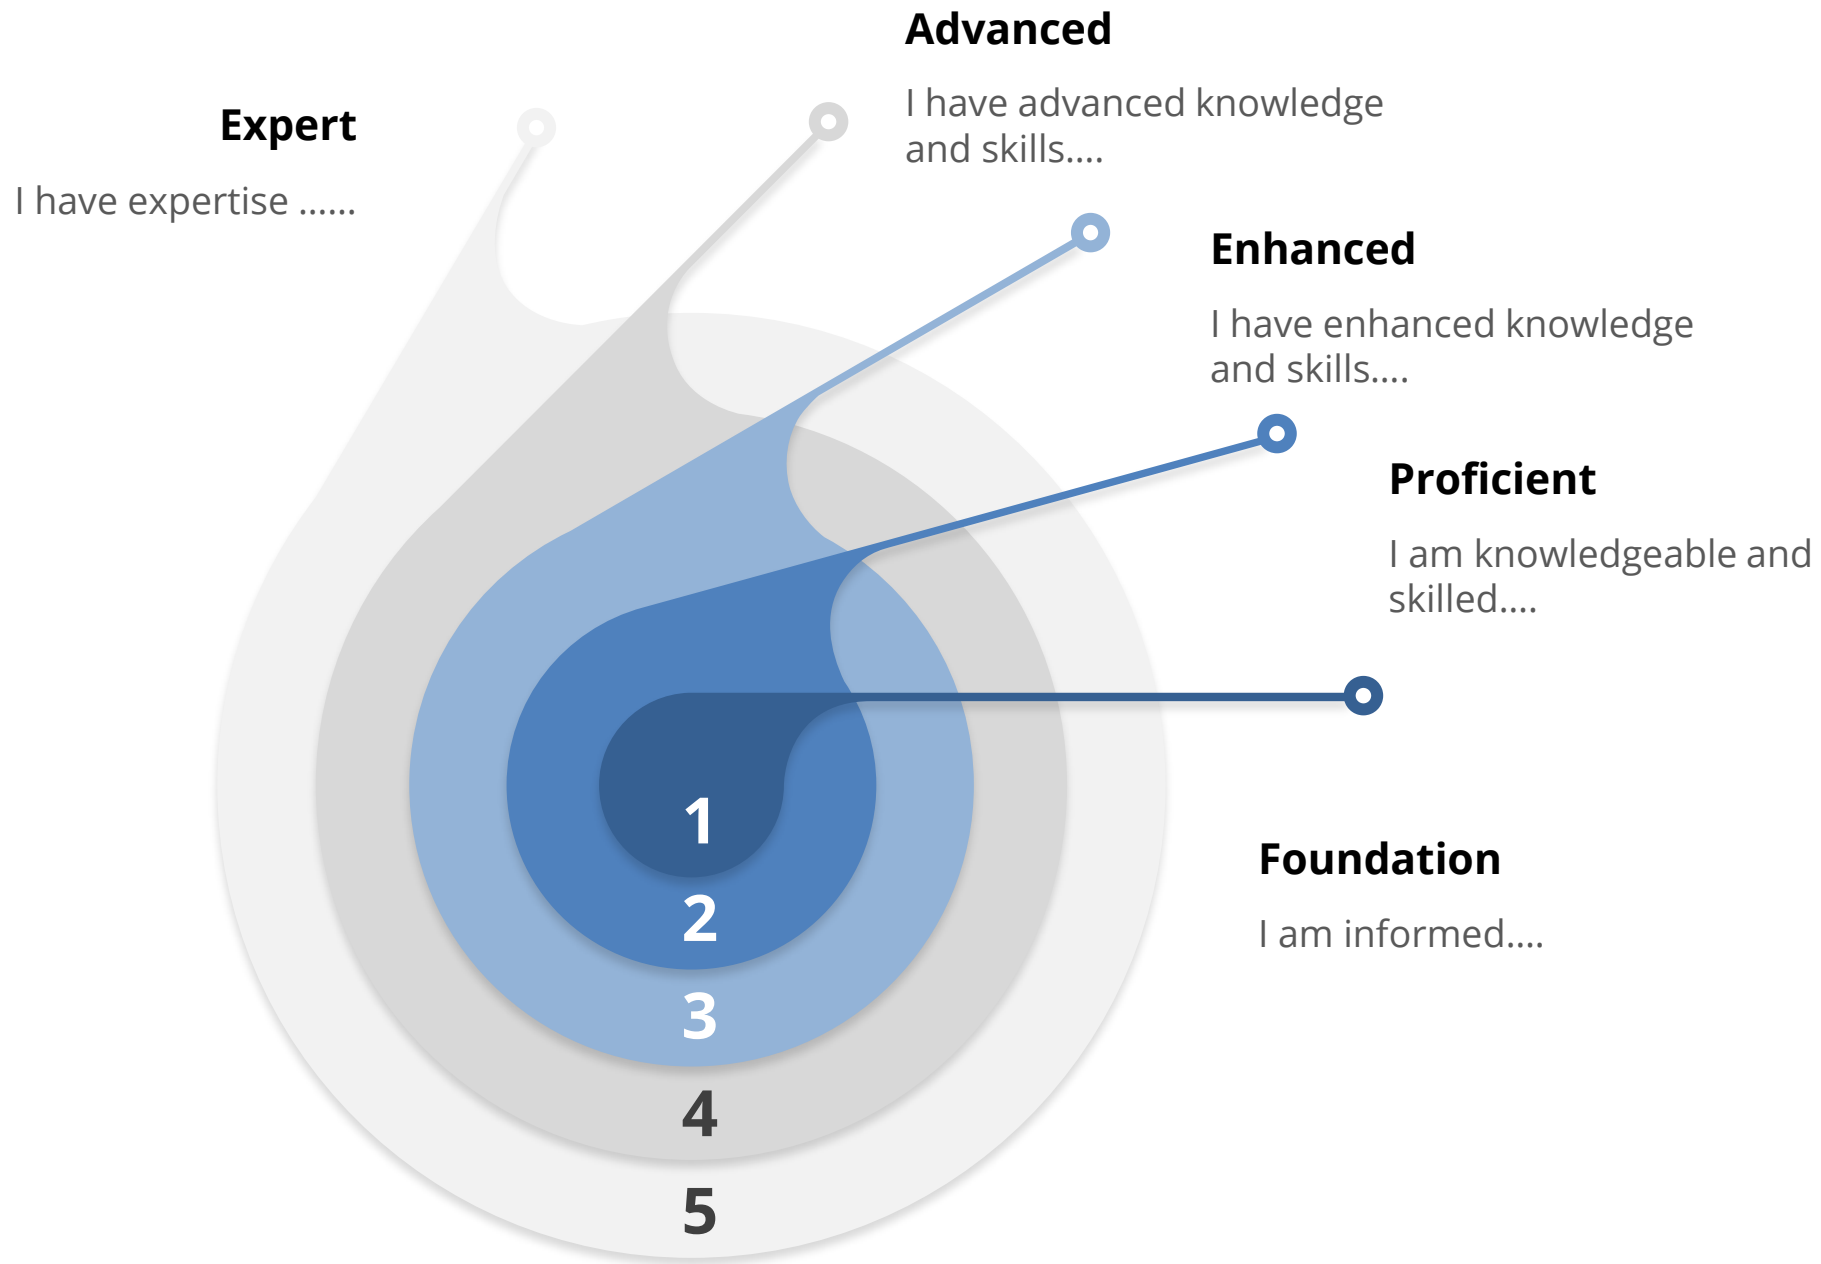 Advanced
I have advanced knowledge
and skills....
Expert
I have expertise ......
Enhanced
I have enhanced knowledge
and skills....
Proficient
I am knowledgeable and
skilled....
Foundation
I am informed....
1
2
3
4
5